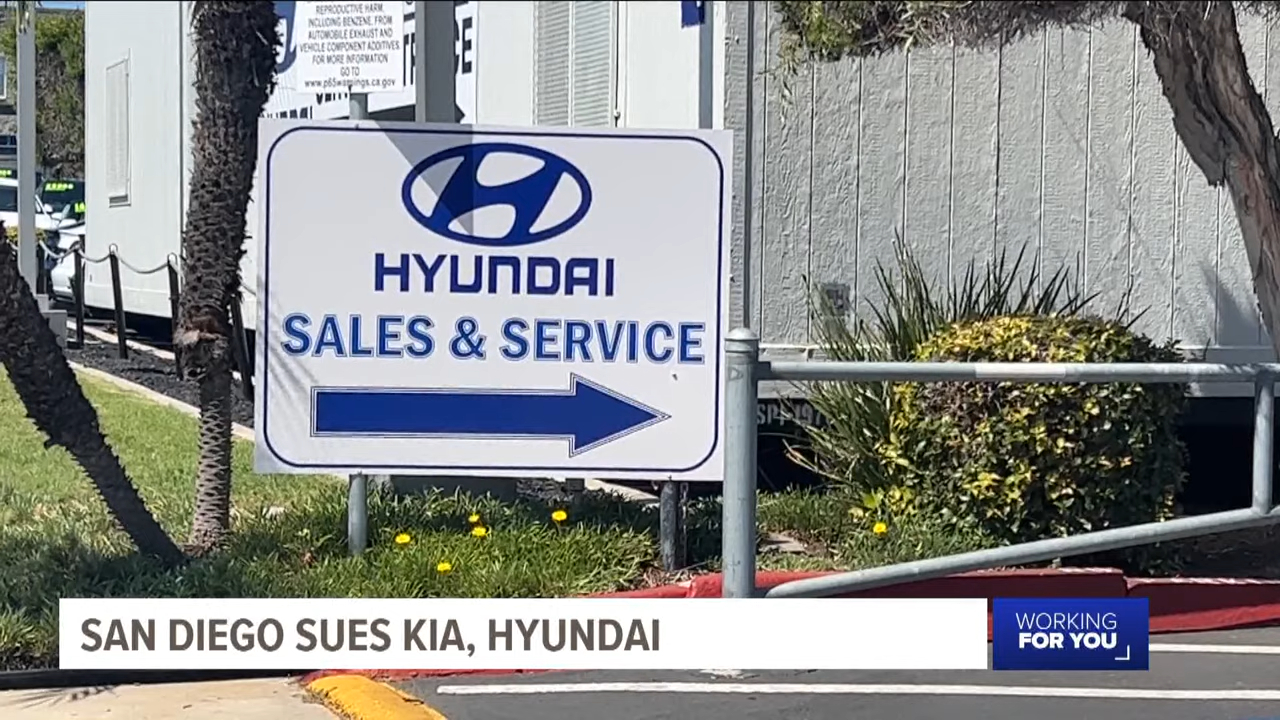 REPRODUCTIVE HARM,
INCLUDING BENZENE, FROM
AUTOMOBILE EXHAUST AND
VEHICLE COMPONENT ADDITIVES.
FOR MORE INFORMATION
GO TO
www.p65warnings.ca.gov
HYUNDAI
SALES & SERVICE
SAN DIEGO SUES KIA, HYUNDAI
WORKING
FOR YOU